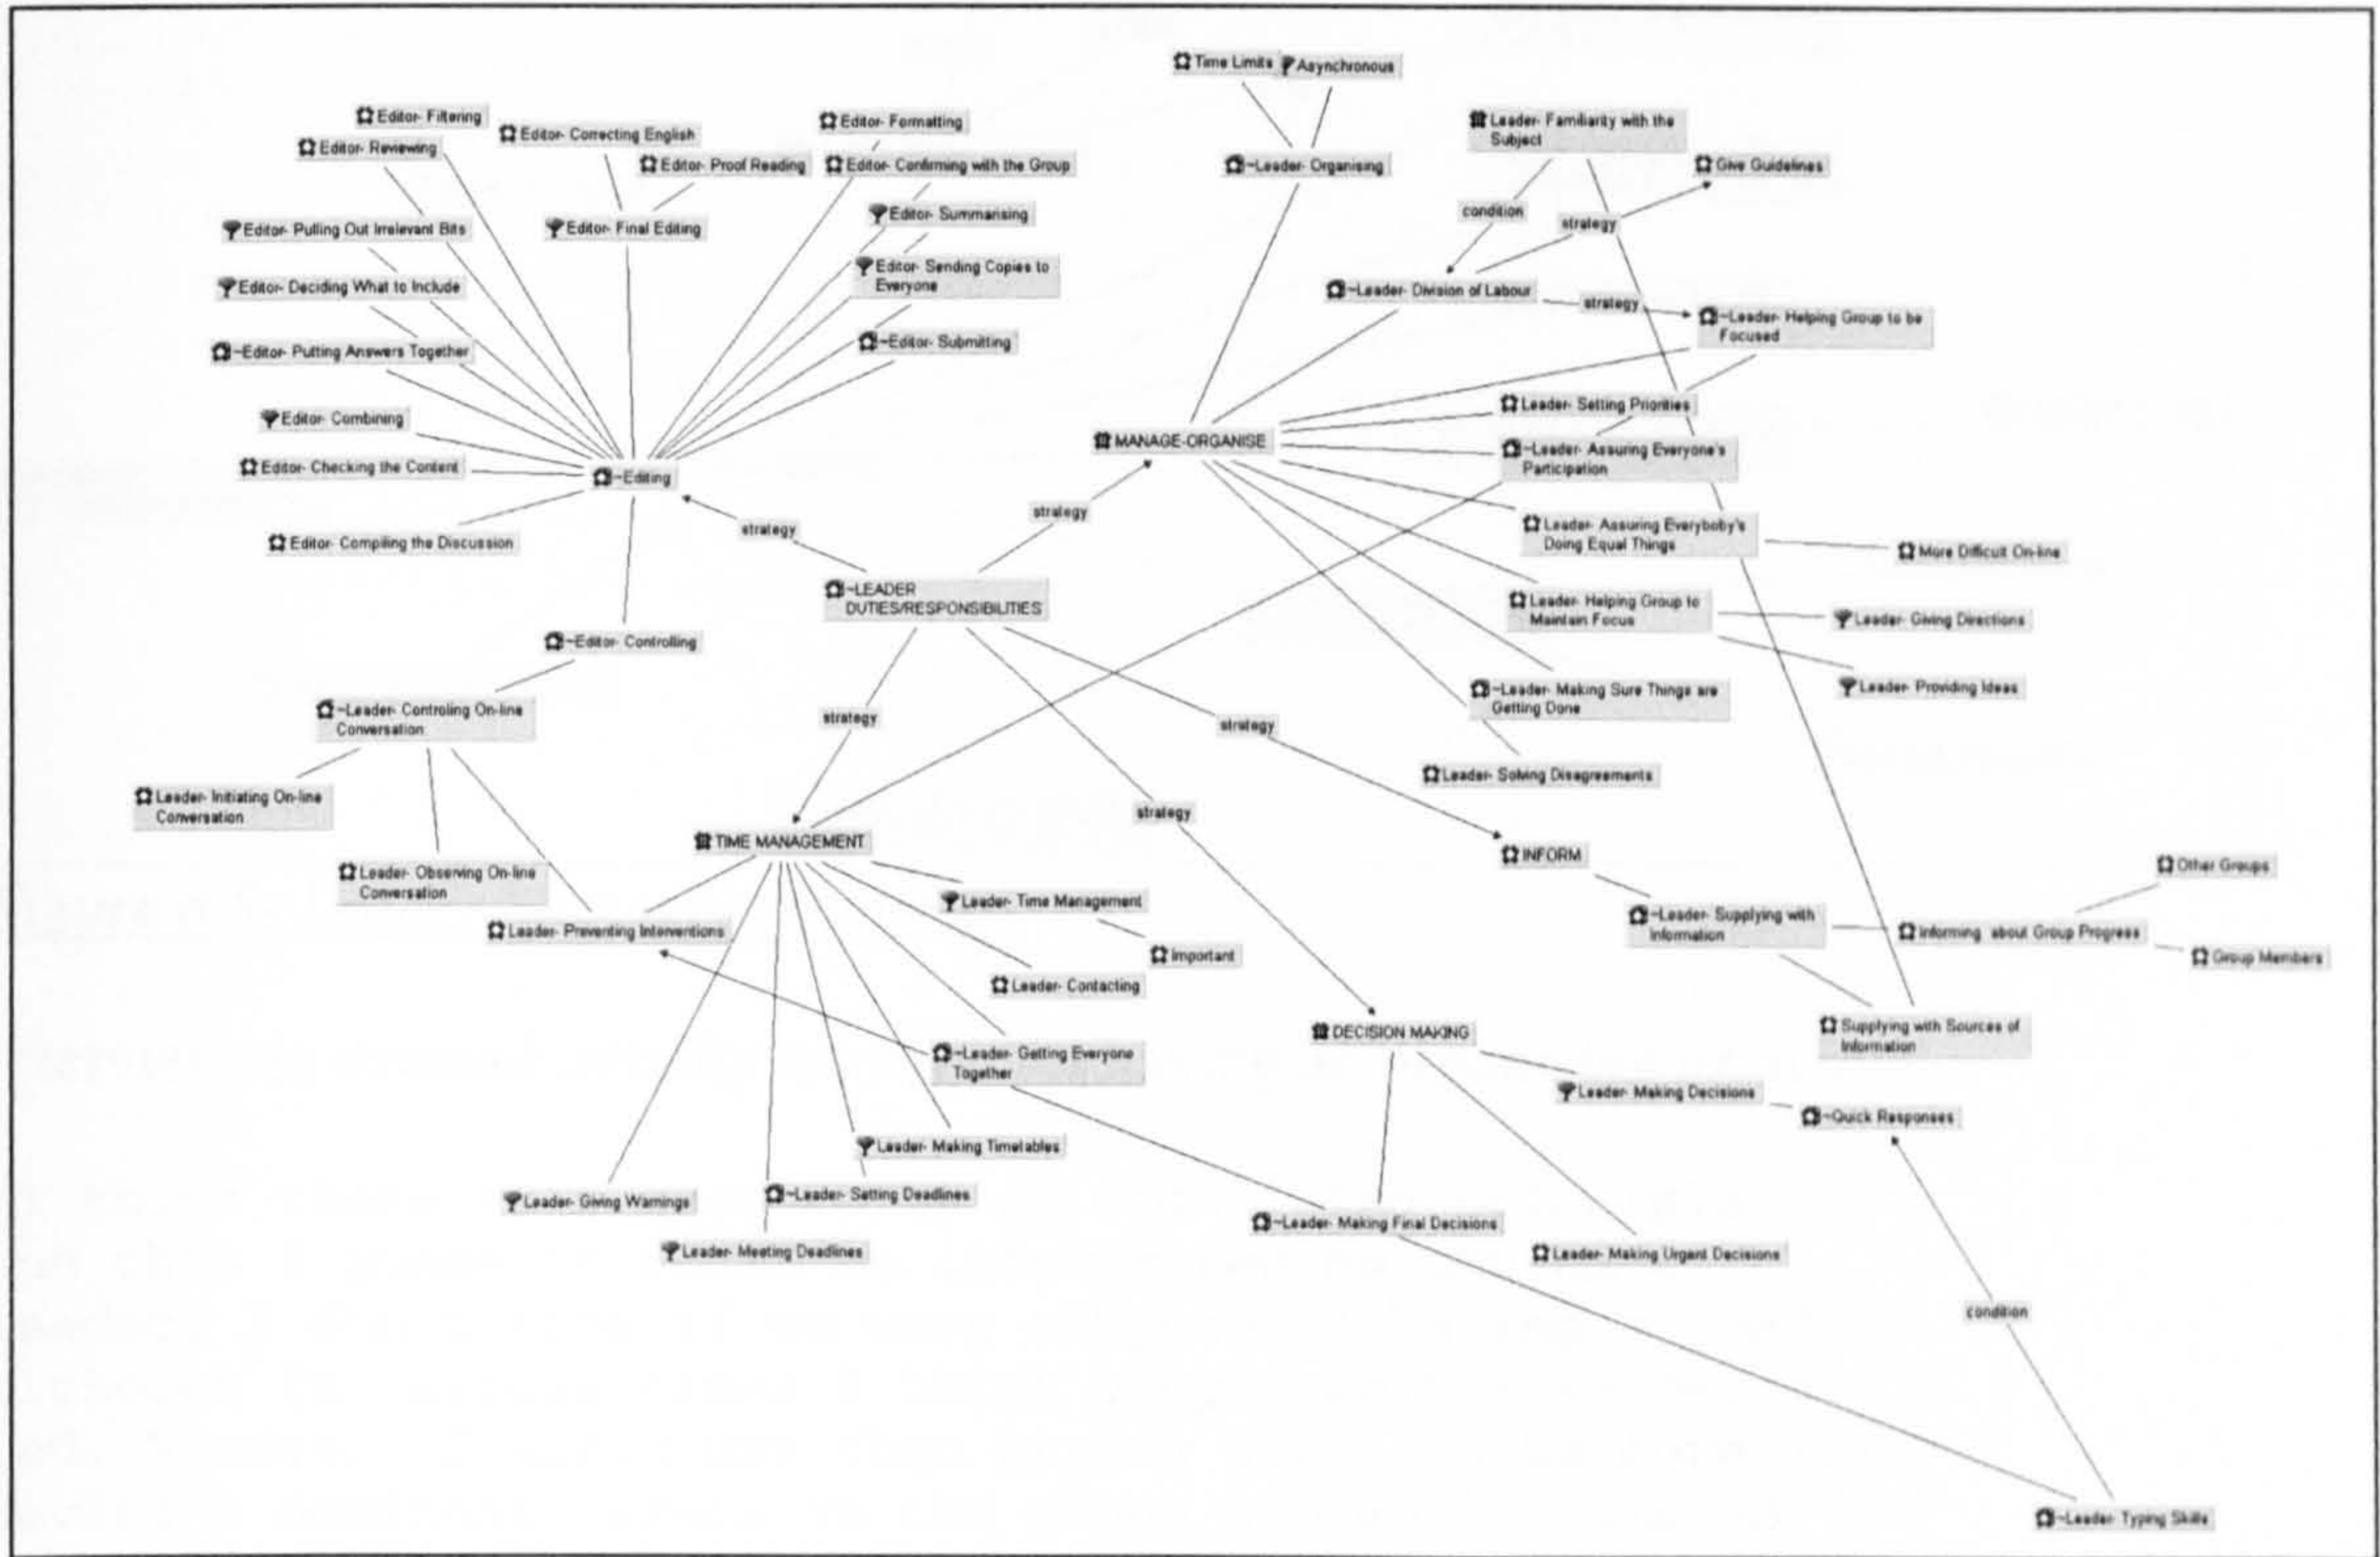 Time Limits
Asynchronous
Editor- Filtering
Editor- Correcting English
Editor- Formatting
Leader- Familiarity with the
Subject
Editor- Reviewing
Editor- Proof Reading
Editor- Confirming with the Group
~Leader- Organising
Give Guidelines
condition
strategy
Editor- Pulling Out Irrelevant Bits
Editor- Final Editing
Editor- Summarising
Editor- Deciding What to Include
Editor- Sending Copies to
Everyone
~Leader- Division of Labour
strategy
~Leader- Helping Group to be
Focused
~Editor- Putting Answers Together
~Editor- Submitting
Editor- Combining
Leader- Setting Priorities
MANAGE-ORGANISE
~Leader- Assuring Everyone's
Participation
Editor- Checking the Content
~Editing
strategy
strategy
Editor- Compiling the Discussion
Leader- Assuring Everyboby's
Doing Equal Things
More Difficult On-line
~LEADER
DUTIES/RESPONSIBILITIES
Leader- Helping Group to
Maintain Focus
Leader- Giving Directions
~Editor- Controlling
~Leader- Controling On-line
Conversation
strategy
strategy
~Leader- Making Sure Things are
Getting Done
Leader- Providing Ideas
Leader- Solving Disagreements
Leader- Initiating On-line
Conversation
strategy
TIME MANAGEMENT
INFORM
Other Groups
Leader- Observing On-line
Conversation
Leader- Time Management
~Leader- Supplying with
Information
Leader- Preventing Interventions
Informing about Group Progress
Important
Group Members
Leader- Contacting
~Leader- Getting Everyone
Together
DECISION MAKING
Supplying with Sources of
Information
Leader- Making Decisions
~Quick Responses
Leader- Making Timetables
Leader- Giving Warnings
~Leader- Setting Deadlines
Leader- Meeting Deadlines
~Leader- Making Final Decisions
Leader- Making Urgent Decisions
condition
~Leader- Typing Skills